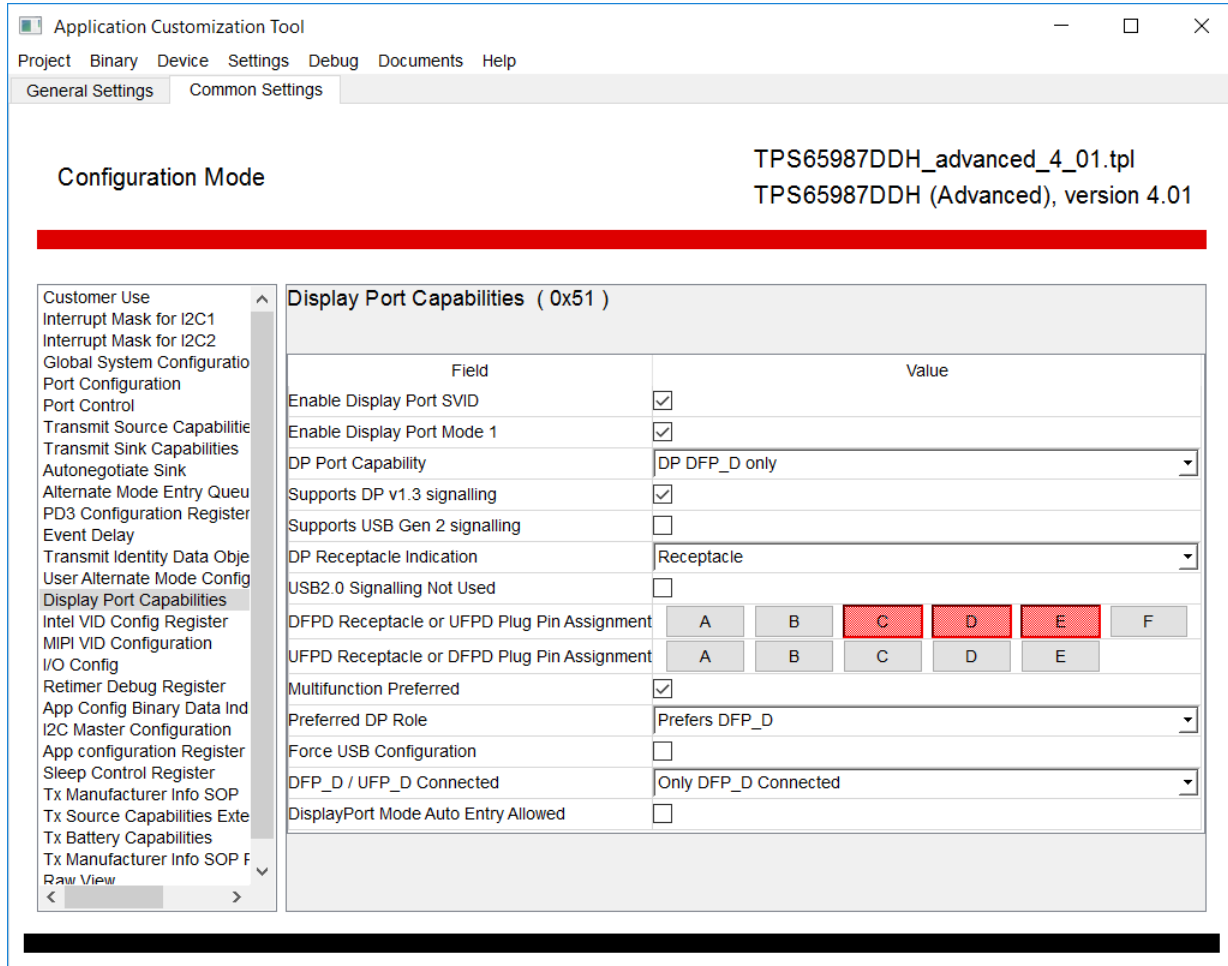 Application Customization Tool
Project Binary Device Settings Debug Documents Help
General Settings Common Settings
Configuration Mode
TPS65987DDH_advanced_4_01.tpl
TPS65987DDH (Advanced), version 4.01
Customer Use
Interrupt Mask for I2C1
Interrupt Mask for I2C2
Global System Configuratio
Port Configuration
Port Control
Transmit Source Capabilitie
Transmit Sink Capabilities
Autonegotiate Sink
Alternate Mode Entry Queu
PD3 Configuration Register
Event Delay
Transmit Identity Data Obje
User Alternate Mode Config
Display Port Capabilities
Intel VID Config Register
MIPI VID Configuration
I/O Config
Retimer Debug Register
App Config Binary Data Ind
I2C Master Configuration
App configuration Register
Sleep Control Register
Tx Manufacturer Info SOP
Tx Source Capabilities Exte
Tx Battery Capabilities
Tx Manufacturer Info SOP F
Raw View
Display Port Capabilities ( 0x51 )
Field Value
Enable Display Port SVID
Enable Display Port Mode 1
DP Port Capability DP DFP_D only
Supports DP v1.3 signalling
Supports USB Gen 2 signalling
DP Receptacle Indication Receptacle
USB2.0 Signalling Not Used
DFPD Receptacle or UFPD Plug Pin Assignment A B C D E F
UFPD Receptacle or DFPD Plug Pin Assignment A B C D E
Multifunction Preferred
Preferred DP Role Prefers DFP_D
Force USB Configuration
DFP_D / UFP_D Connected Only DFP_D Connected
DisplayPort Mode Auto Entry Allowed